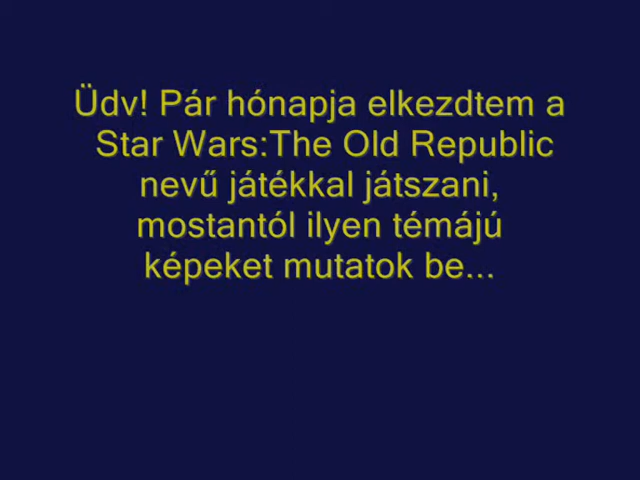 Üdv! Pár hónapja elkezdtem a
Star Wars:The Old Republic
nevű játékkal játszani,
mostantól ilyen témájú
képeket mutatok be...